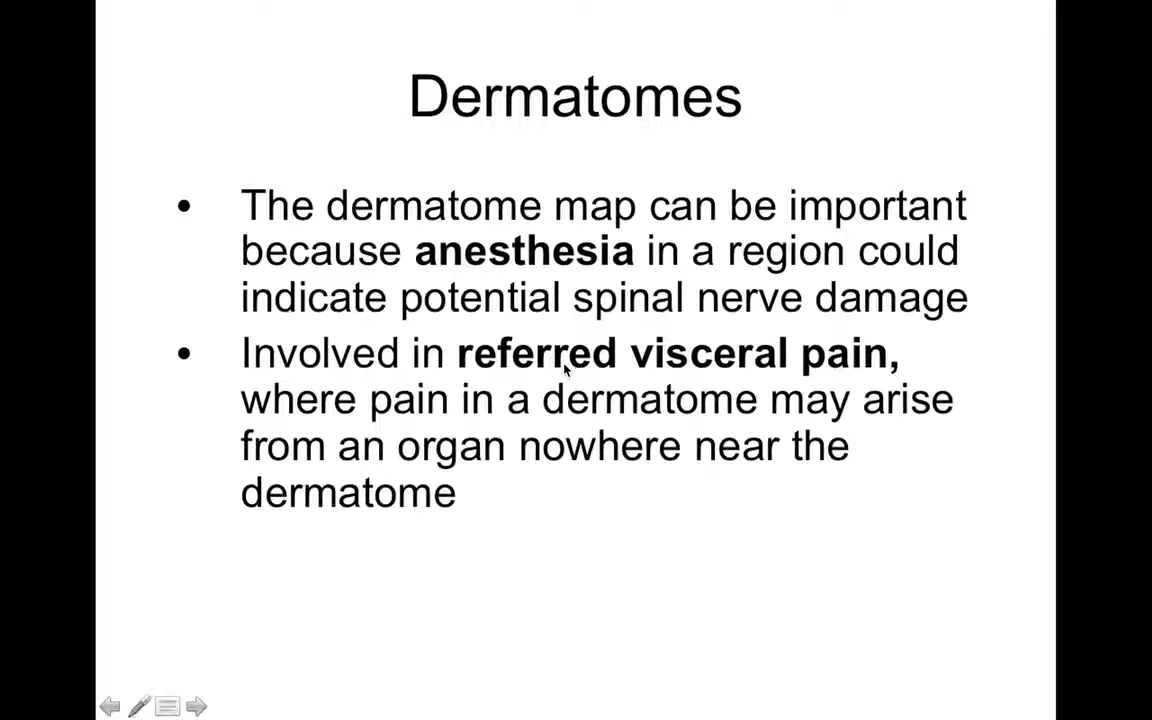 Dermatomes
• The dermatome map can be important
because anesthesia in a region could
indicate potential spinal nerve damage
• Involved in referred visceral pain,
where pain in a dermatome may arise
from an organ nowhere near the
dermatome